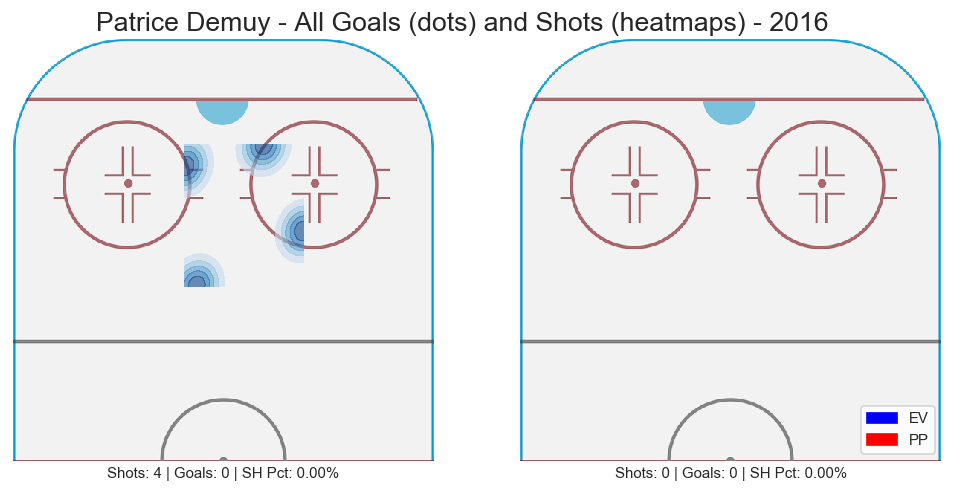 Patrice Demuy - All Goals (dots) and Shots (heatmaps) - 2016
EV
PP
Shots: 4 | Goals: 0 | SH Pct: 0.00%
Shots: 0 | Goals: 0 | SH Pct: 0.00%